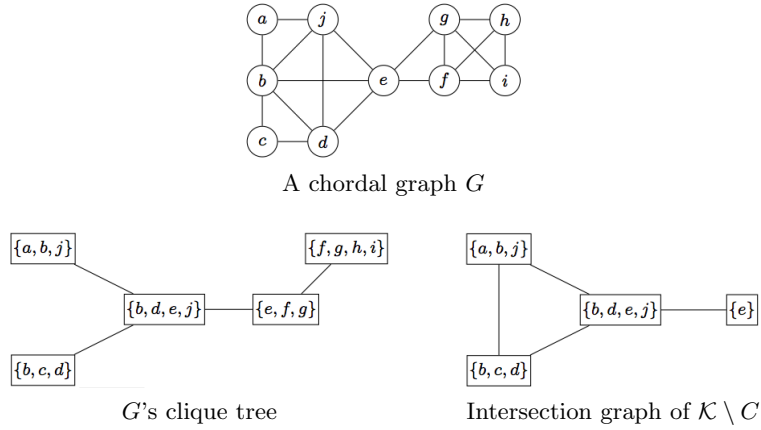 a j g h
b e f i
c d
A chordal graph G
{a, b, j} {f, g, h, i}
{b, d, e, j} {e, f, g}
{b, c, d}
G's clique tree
{a, b, j}
{b, d, e, j} {e}
{b, c, d}
Intersection graph of K \ C